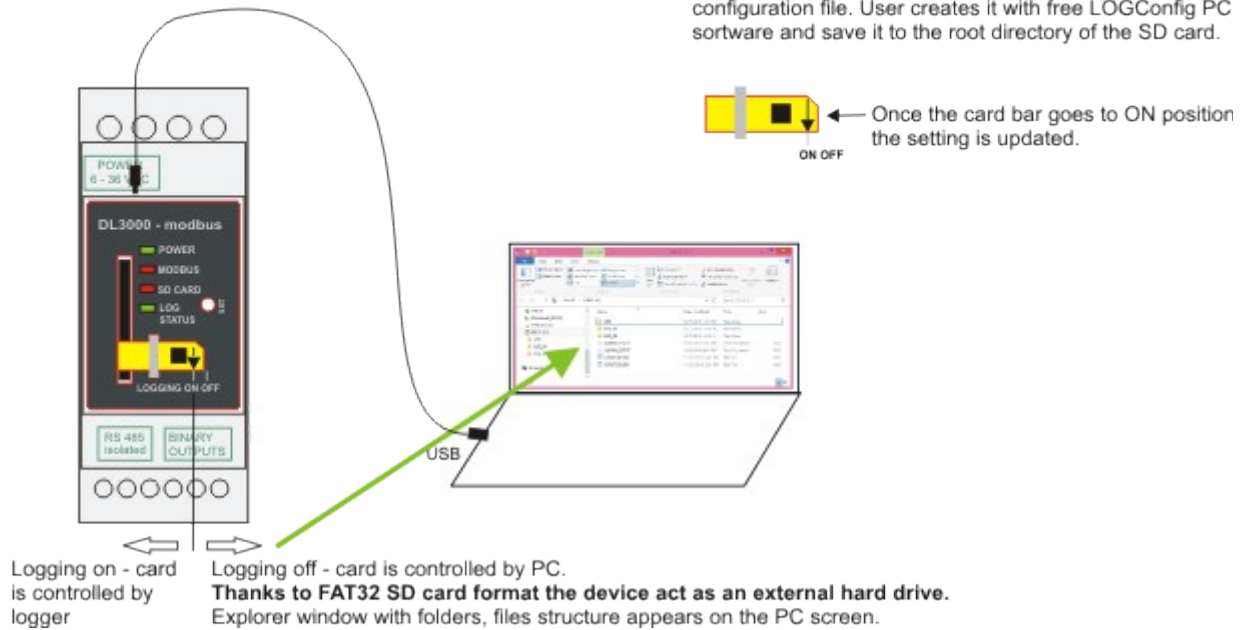 configuration file. User creates it with free LOGConfig PC
sortware and save it to the root directory of the SD card.
Once the card bar goes to ON position
the setting is updated.
ON OFF
POWER
6 - 36 V C
DL3000 - modbus
POWER
MODBUS
SD CARD
LOG
STATUS
LOGGING ON OFF
RS 485
isolated
BINARY
OUTPUTS
USB
Logging on - card
is controlled by
logger
Logging off - card is controlled by PC.
Thanks to FAT32 SD card format the device act as an external hard drive.
Explorer window with folders, files structure appears on the PC screen.